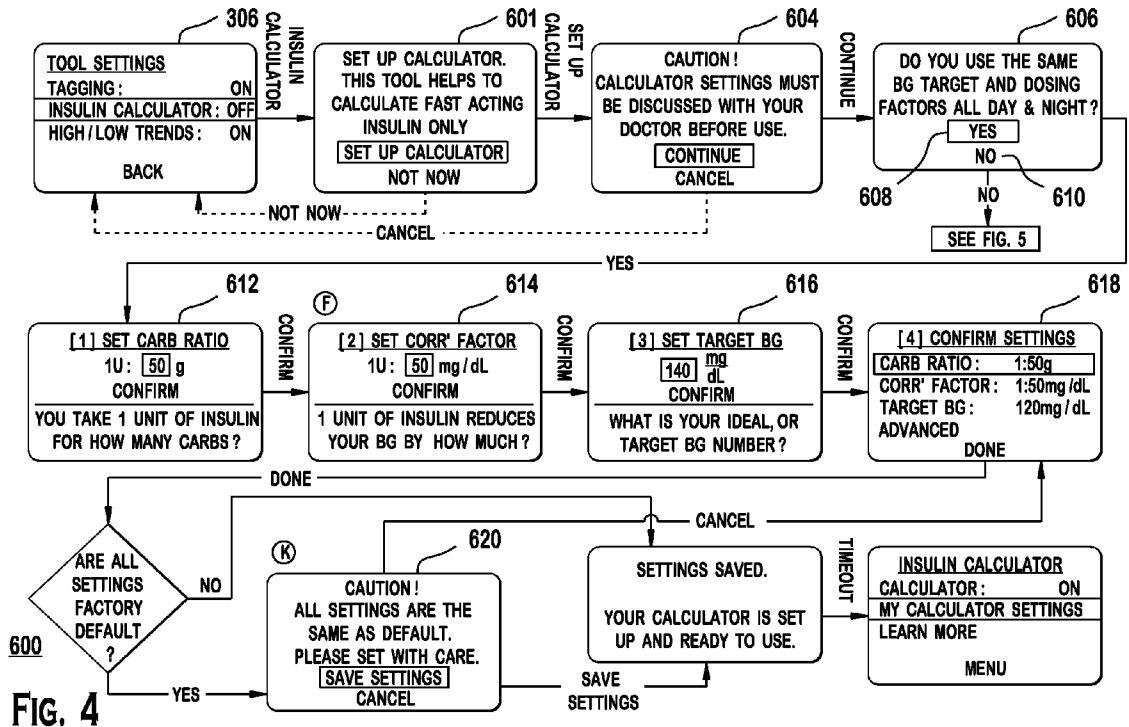 306
TOOL SETTINGS
TAGGING: ON
INSULIN CALCULATOR: OFF
HIGH/LOW TRENDS: ON
BACK
INSULIN
CALCULATOR
601
SET UP CALCULATOR.
THIS TOOL HELPS TO
CALCULATE FAST ACTING
INSULIN ONLY
SET UP CALCULATOR
NOT NOW
SET UP
CALCULATOR
604
CAUTION!
CALCULATOR SETTINGS MUST
BE DISCUSSED WITH YOUR
DOCTOR BEFORE USE.
CONTINUE
CANCEL
CONTINUE
606
DO YOU USE THE SAME
BG TARGET AND DOSING
FACTORS ALL DAY & NIGHT?
YES
NO
608
610
NO
SEE FIG. 5
NOT NOW
CANCEL
YES
612
[1] SET CARB RATIO
1U: 50 g
CONFIRM
YOU TAKE 1 UNIT OF INSULIN
FOR HOW MANY CARBS?
CONFIRM
F
614
[2] SET CORR' FACTOR
1U: 50 mg/dL
CONFIRM
1 UNIT OF INSULIN REDUCES
YOUR BG BY HOW MUCH?
CONFIRM
616
[3] SET TARGET BG
140 mg
dL
CONFIRM
WHAT IS YOUR IDEAL, OR
TARGET BG NUMBER?
CONFIRM
618
[4] CONFIRM SETTINGS
CARB RATIO: 1:50g
CORR' FACTOR: 1:50mg/dL
TARGET BG: 120mg/dL
ADVANCED
DONE
DONE
CANCEL
ARE ALL
SETTINGS
FACTORY
DEFAULT
?
NO
YES
600
K
620
CAUTION!
ALL SETTINGS ARE THE
SAME AS DEFAULT.
PLEASE SET WITH CARE.
SAVE SETTINGS
CANCEL
SAVE
SETTINGS
SETTINGS SAVED.
YOUR CALCULATOR IS SET
UP AND READY TO USE.
TIMEOUT
INSULIN CALCULATOR
CALCULATOR: ON
MY CALCULATOR SETTINGS
LEARN MORE
MENU
FIG. 4